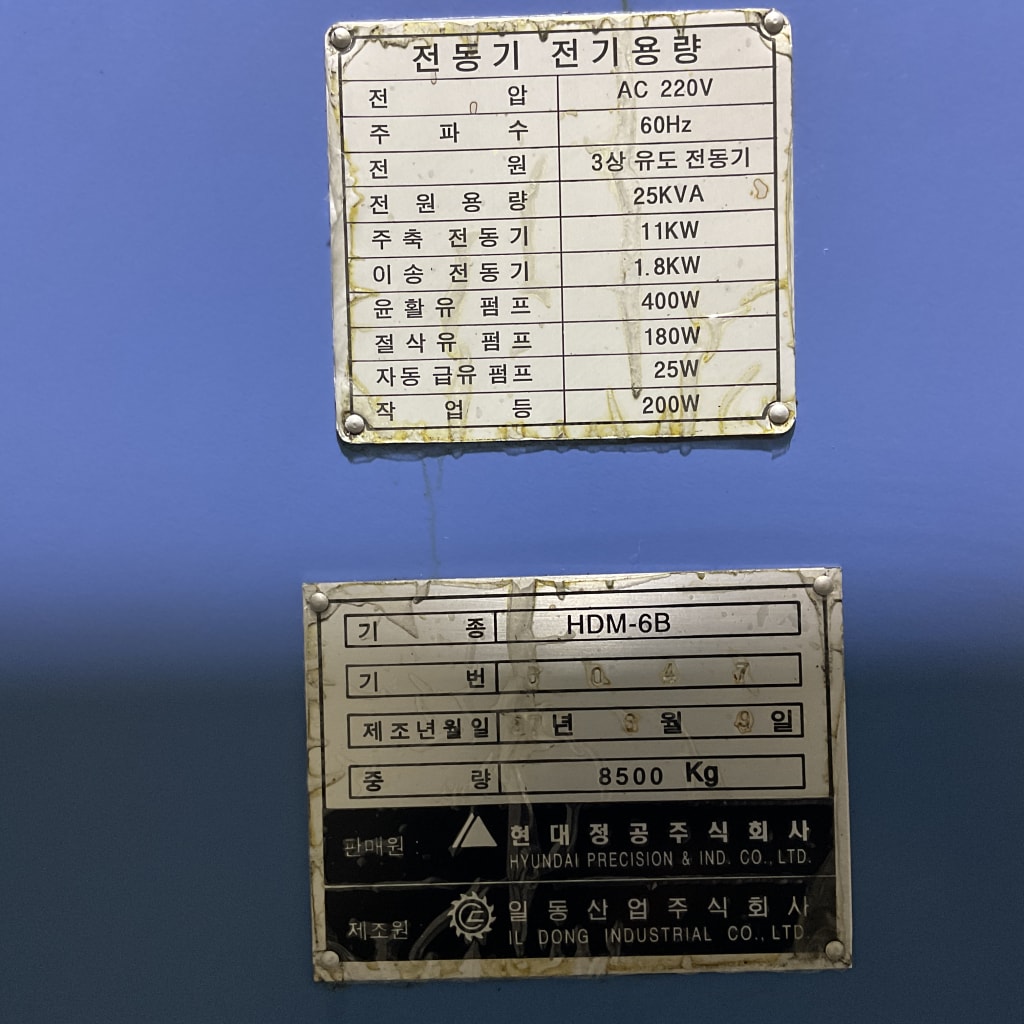 전동기 전기용량
전 압 AC 220V
주 파 수 60Hz
전 원 3상 유도 전동기
전 원 용 량 25KVA
주축 전동기 11KW
이송 전동기 1.8KW
윤활유 펌프 400W
절삭유 펌프 180W
자동 급유 펌프 25W
작 업 등 200W
기 종 HDM-6B
기 번 0 4 7
제조년월일 년 월 9 일
중 량 8500 Kg
판매원 : 현대정공주식회사
HYUNDAI PRECISION & IND. CO., LTD.
제조원 일동산업주식회사
IL DONG INDUSTRIAL CO., LTD.